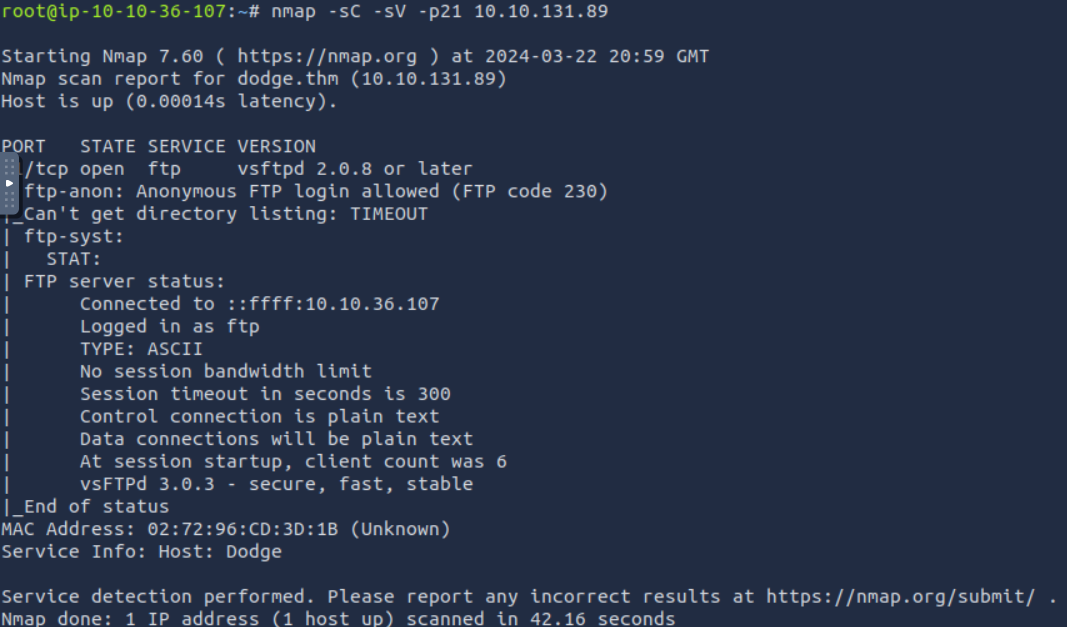 root@ip-10-10-36-107:~# nmap -sC -sV -p21 10.10.131.89
Starting Nmap 7.60 ( https://nmap.org ) at 2024-03-22 20:59 GMT
Nmap scan report for dodge.thm (10.10.131.89)
Host is up (0.00014s latency).
PORT   STATE SERVICE VERSION
/tcp open  ftp     vsftpd 2.0.8 or later
ftp-anon: Anonymous FTP login allowed (FTP code 230)
|_Can't get directory listing: TIMEOUT
| ftp-syst:
|   STAT:
| FTP server status:
|      Connected to ::ffff:10.10.36.107
|      Logged in as ftp
|      TYPE: ASCII
|      No session bandwidth limit
|      Session timeout in seconds is 300
|      Control connection is plain text
|      Data connections will be plain text
|      At session startup, client count was 6
|      vsFTPd 3.0.3 - secure, fast, stable
|_End of status
MAC Address: 02:72:96:CD:3D:1B (Unknown)
Service Info: Host: Dodge
Service detection performed. Please report any incorrect results at https://nmap.org/submit/ .
Nmap done: 1 IP address (1 host up) scanned in 42.16 seconds